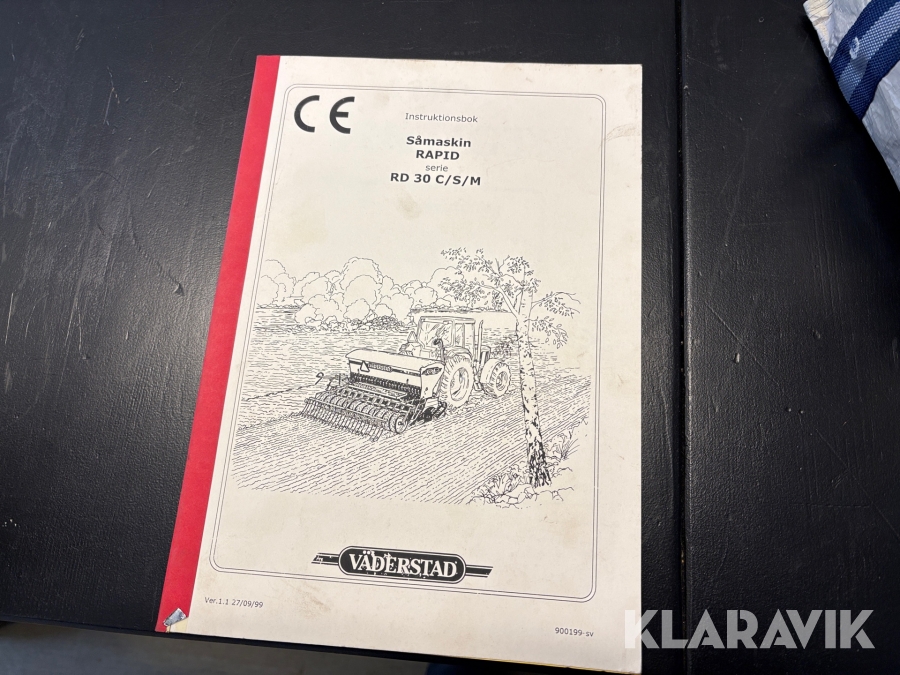 CE
Instruktionsbok
Såmaskin
RAPID
serie
RD 30 C/S/M
VÄDERSTAD
Ver.1.1 27/09/99
900199-sv
KLARAVIK